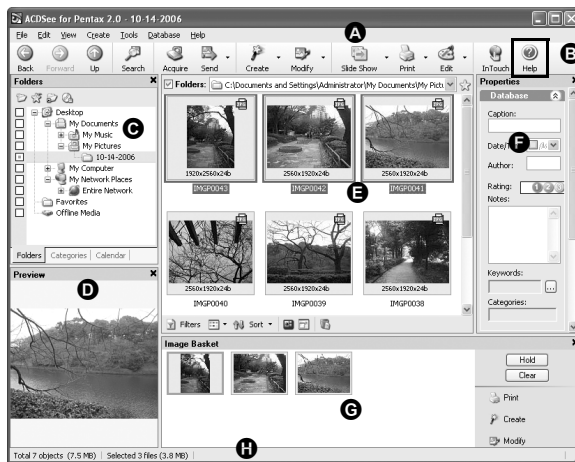 ACDSee for Pentax 2.0 - 10-14-2006
File Edit View Create Tools Database Help
A
B
Back Forward Up Search Acquire Send Create Modify Slide Show Print Edit InTouch Help
Folders
Desktop
My Documents
C
My Music
My Pictures
10-14-2006
My Computer
My Network Places
Entire Network
Favorites
Offline Media
Folders Categories Calendar
Preview
D
Folders: C:\Documents and Settings\Administrator\My Documents\My Pictu
1920x2560x24b 2560x1920x24b 2560x1920x24b
IMGP0043 IMGP0042 IMGP0041
E
2560x1920x24b 2560x1920x24b 2560x1920x24b
IMGP0040 IMGP0039 IMGP0038
Filters Sort
Properties
Database
Caption:
F
Author:
Rating: 1 2
Notes:
Keywords:
...
Categories:
Image Basket
G
Hold
Clear
Print
Create
Modify
Total 7 objects (7.5 MB) Selected 3 files (3.8 MB)
H